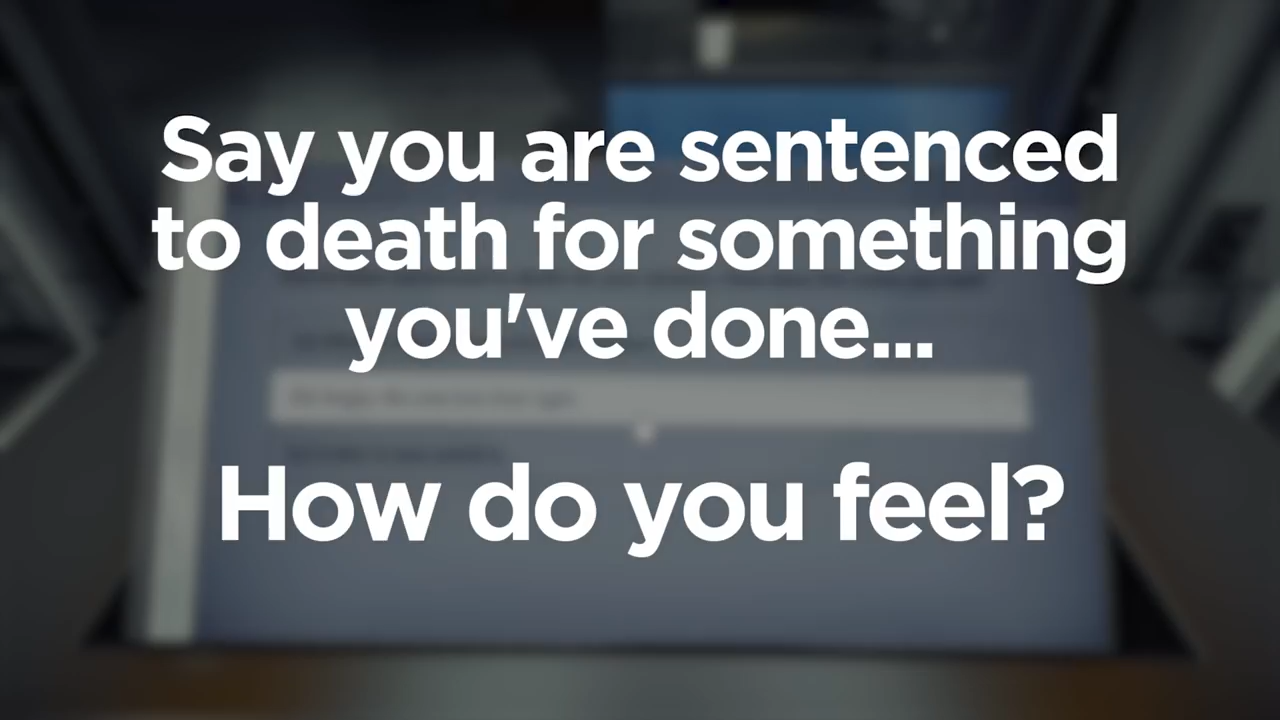 Say you are sentenced
to death for something
you've done...
How do you feel?